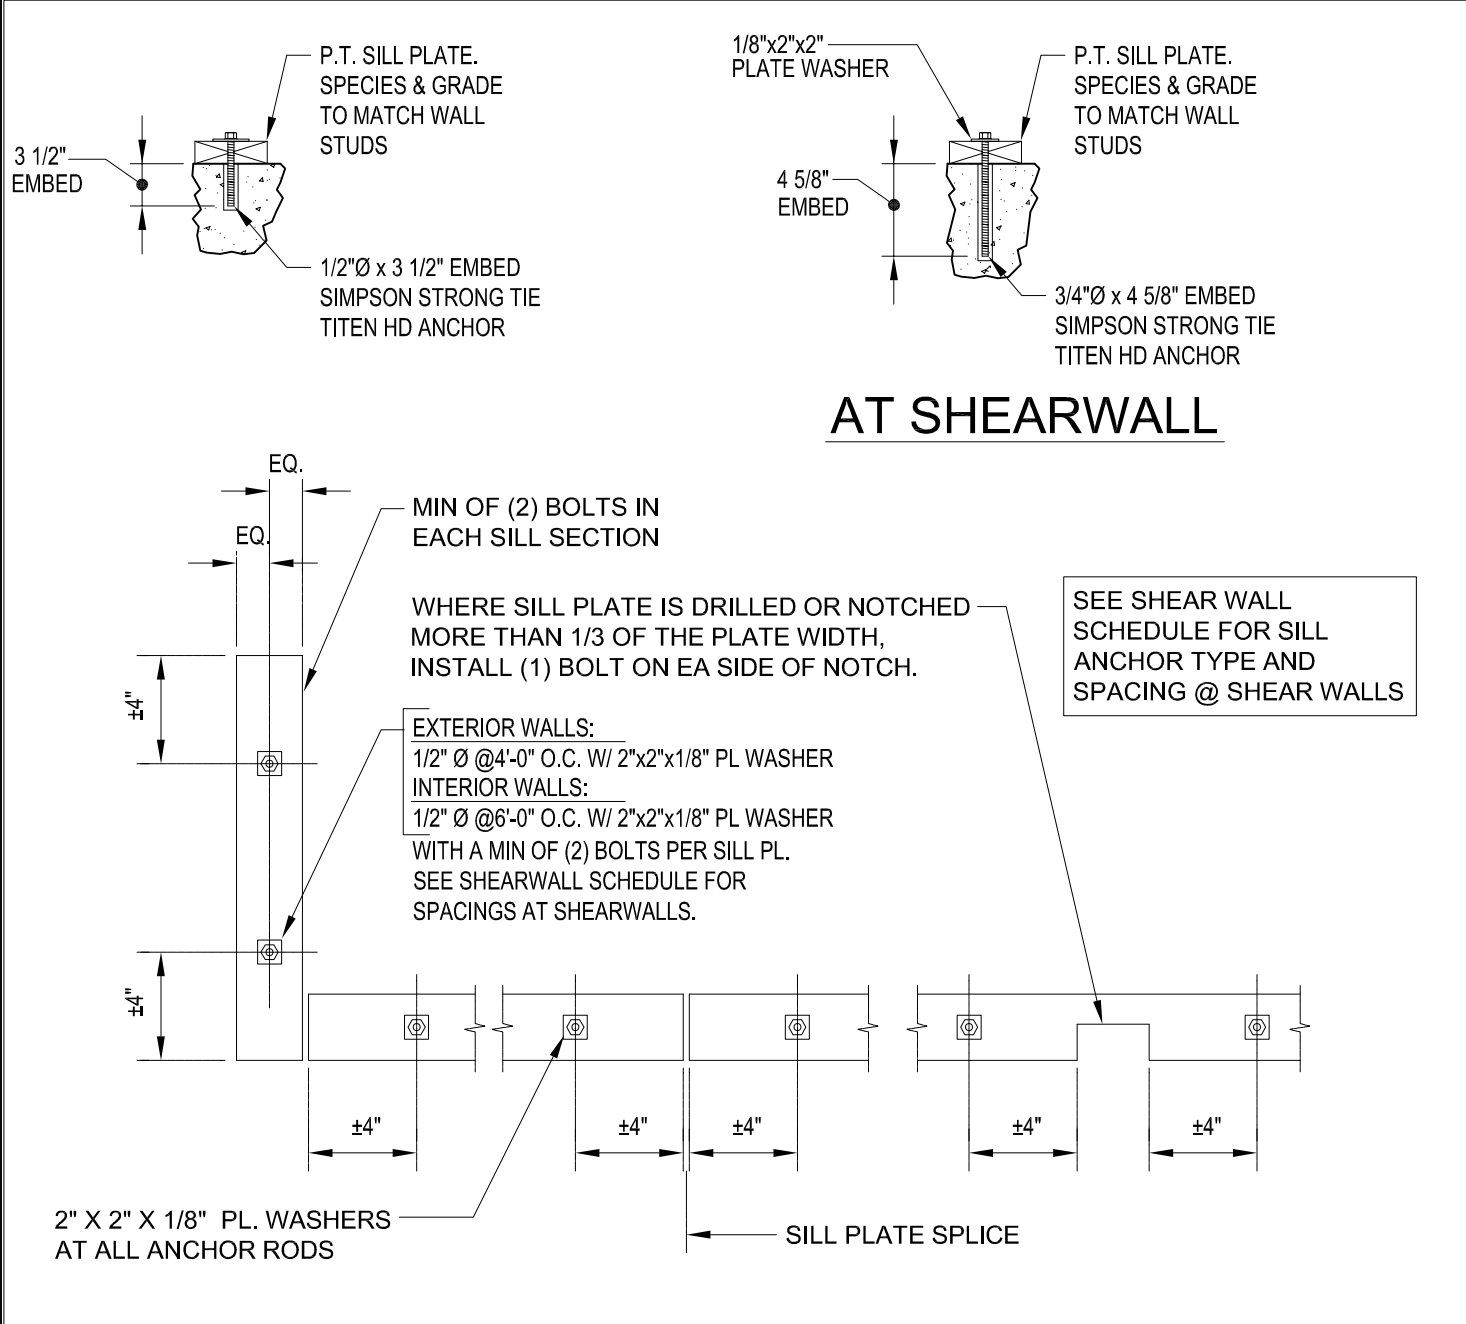 P.T. SILL PLATE.
SPECIES & GRADE
TO MATCH WALL
STUDS
3 1/2"
EMBED
1/2"Ø x 3 1/2" EMBED
SIMPSON STRONG TIE
TITEN HD ANCHOR
1/8"x2"x2"
PLATE WASHER
P.T. SILL PLATE.
SPECIES & GRADE
TO MATCH WALL
STUDS
4 5/8"
EMBED
3/4"Ø x 4 5/8" EMBED
SIMPSON STRONG TIE
TITEN HD ANCHOR
AT SHEARWALL
EQ.
EQ.
MIN OF (2) BOLTS IN
EACH SILL SECTION
WHERE SILL PLATE IS DRILLED OR NOTCHED
MORE THAN 1/3 OF THE PLATE WIDTH,
INSTALL (1) BOLT ON EA SIDE OF NOTCH.
SEE SHEAR WALL
SCHEDULE FOR SILL
ANCHOR TYPE AND
SPACING @ SHEAR WALLS
±4"
EXTERIOR WALLS:
1/2" Ø @4'-0" O.C. W/ 2"x2"x1/8" PL WASHER
INTERIOR WALLS:
1/2" Ø @6'-0" O.C. W/ 2"x2"x1/8" PL WASHER
WITH A MIN OF (2) BOLTS PER SILL PL.
SEE SHEARWALL SCHEDULE FOR
SPACINGS AT SHEARWALLS.
±4"
±4"
±4"
±4"
±4"
±4"
2" X 2" X 1/8" PL. WASHERS
AT ALL ANCHOR RODS
SILL PLATE SPLICE